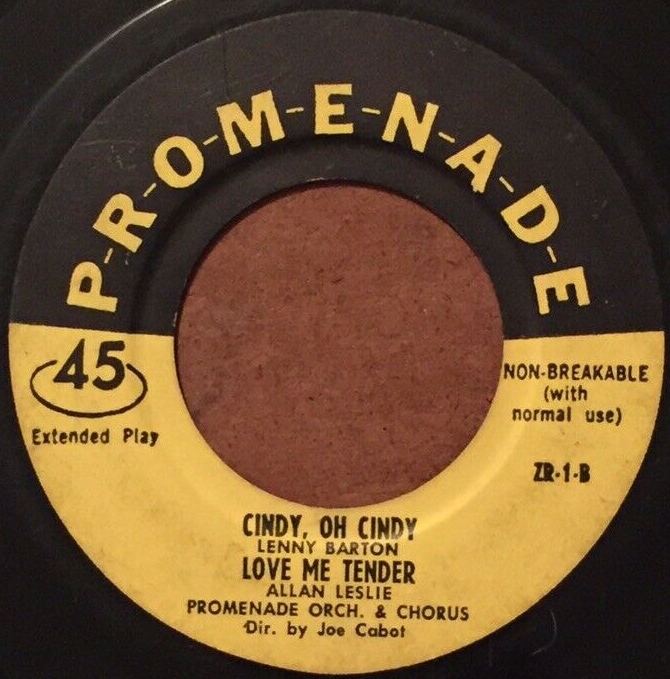 P-R-O-M-E-N-A-D-E
45
Extended Play
NON-BREAKABLE
(with
normal use)
ZR-1-B
CINDY, OH CINDY
LENNY BARTON
LOVE ME TENDER
ALLAN LESLIE
PROMENADE ORCH. & CHORUS
Dir. by Joe Cabot